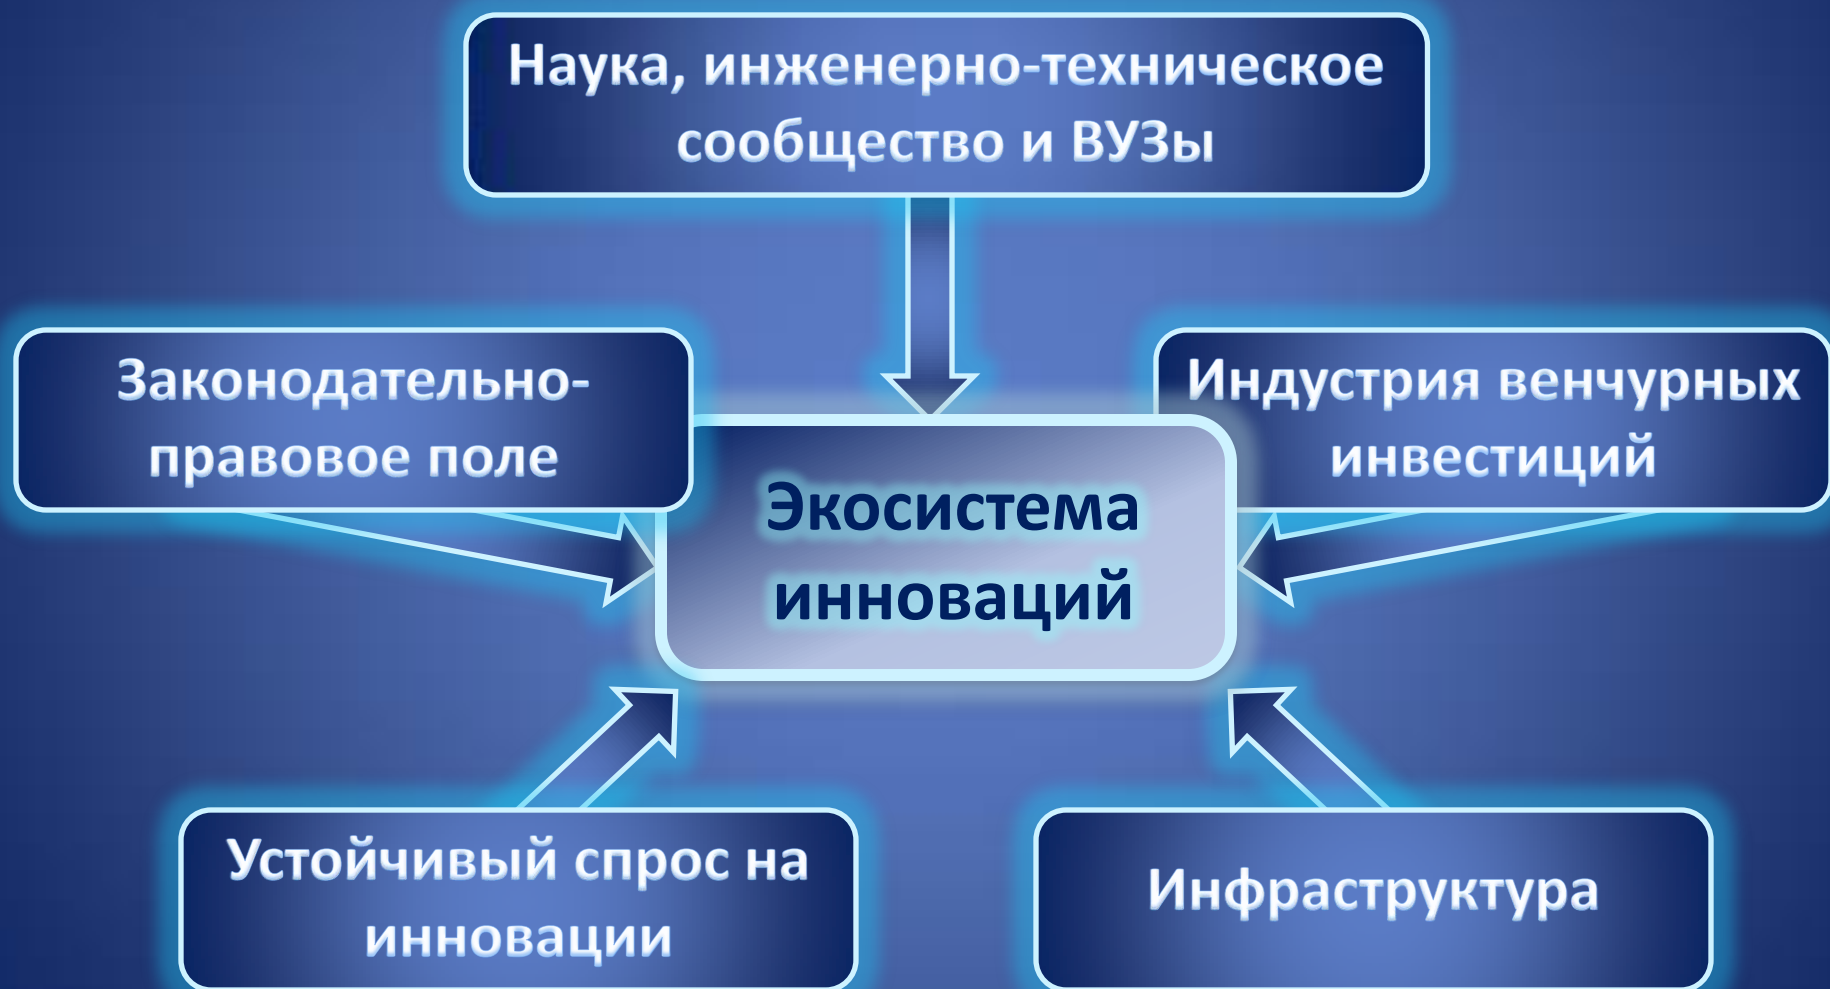 Наука, инженерно-техническое
сообщество и ВУЗы
Законодательно-
правовое поле
Индустрия венчурных
инвестиций
Экосистема
инноваций
Устойчивый спрос на
инновации
Инфраструктура